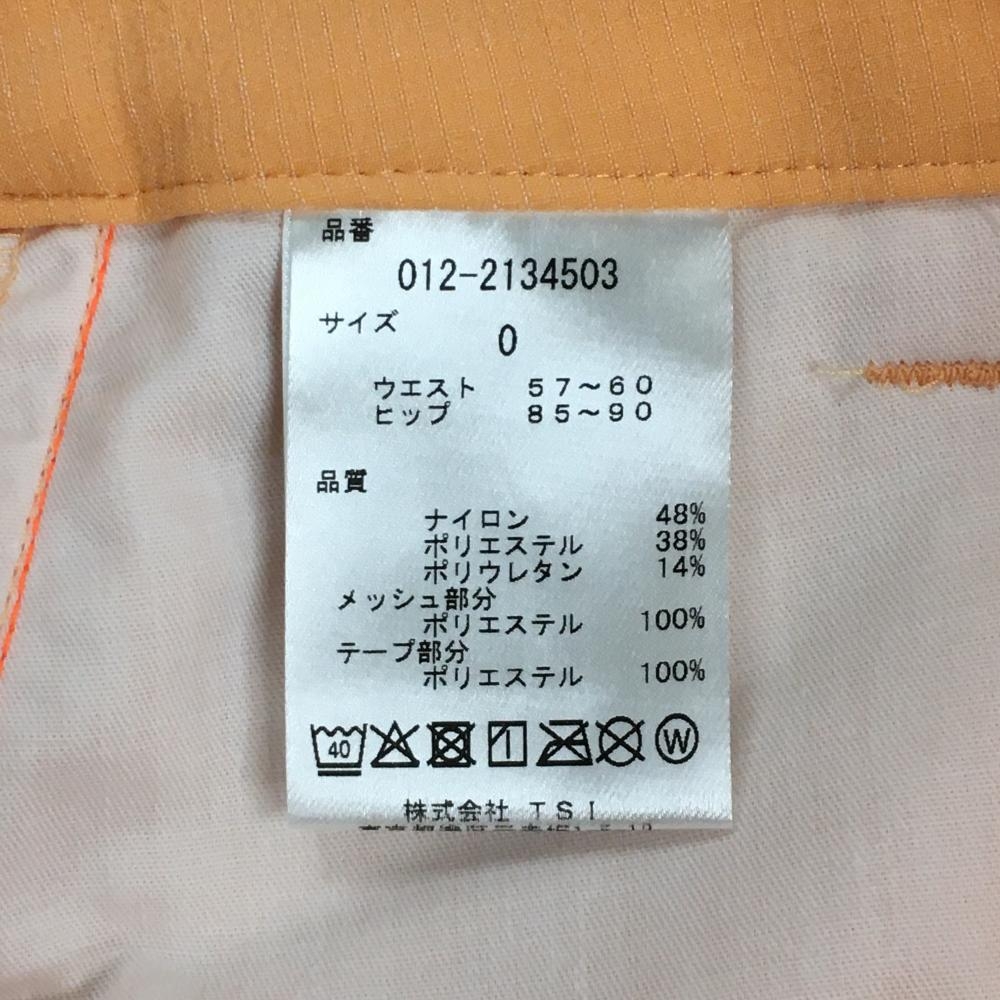 品番
012-2134503
サイズ
0
ウエスト 57～60
ヒップ 85～90
品質
ナイロン 48%
ポリエステル 38%
ポリウレタン 14%
メッシュ部分
ポリエステル 100%
テープ部分
ポリエステル 100%
40 W
株式会社 TSI